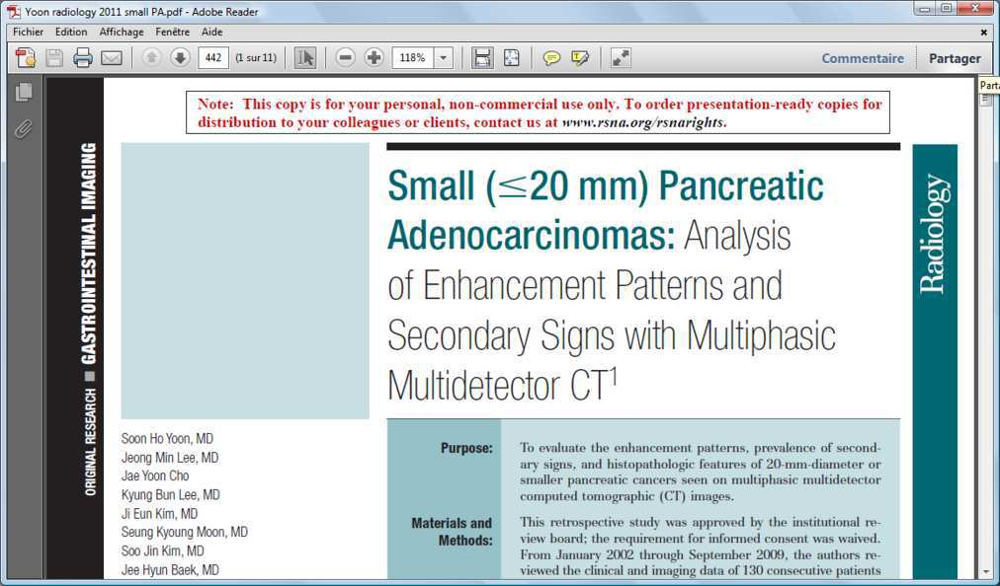 Yoon radiology 2011 small PA.pdf - Adobe Reader
Fichier Edition Affichage Fenêtre Aide
442 (1 sur 11) 118% Commentaire Partager
Note: This copy is for your personal, non-commercial use only. To order presentation-ready copies for
distribution to your colleagues or clients, contact us at www.rsna.org/rsnarights.
ORIGINAL RESEARCH ■ GASTROINTESTINAL IMAGING
Radiology
Small (≤20 mm) Pancreatic
Adenocarcinomas: Analysis
of Enhancement Patterns and
Secondary Signs with Multiphasic
Multidetector CT1
Soon Ho Yoon, MD
Jeong Min Lee, MD
Jae Yoon Cho
Kyung Bun Lee, MD
Ji Eun Kim, MD
Seung Kyoung Moon, MD
Soo Jin Kim, MD
Jee Hyun Baek, MD
Purpose:
To evaluate the enhancement patterns, prevalence of second-
ary signs, and histopathologic features of 20-mm-diameter or
smaller pancreatic cancers seen on multiphasic multidetector
computed tomographic (CT) images.
Materials and
Methods:
This retrospective study was approved by the institutional re-
view board; the requirement for informed consent was waived.
From January 2002 through September 2009, the authors re-
viewed the clinical and imaging data of 130 consecutive patients